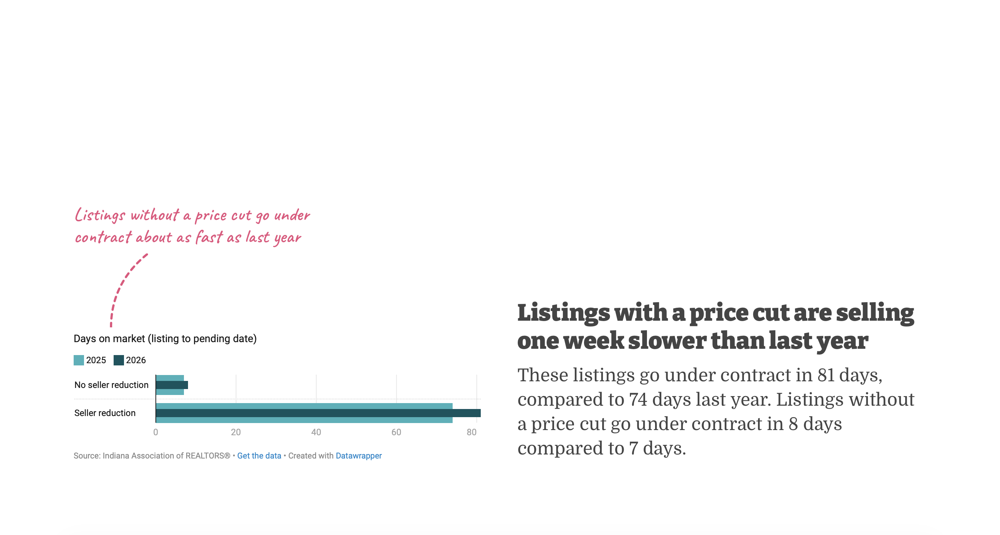 Listings without a price cut go under
contract about as fast as last year
Days on market (listing to pending date)
2025 2026
No seller reduction
Seller reduction
0 20 40 60 80
Source: Indiana Association of REALTORS® • Get the data • Created with Datawrapper
Listings with a price cut are selling
one week slower than last year
These listings go under contract in 81 days,
compared to 74 days last year. Listings without
a price cut go under contract in 8 days
compared to 7 days.